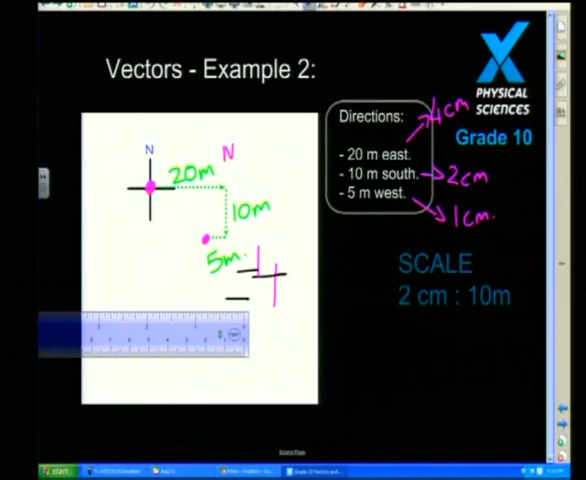 Vectors - Example 2:
PHYSICAL
SCIENCES
Grade 10
Directions:
- 20 m east.
- 10 m south.
- 5 m west.
4cm
2cm
1cm.
N
N
20m
10m
5m.
SCALE
2 cm : 10m
start